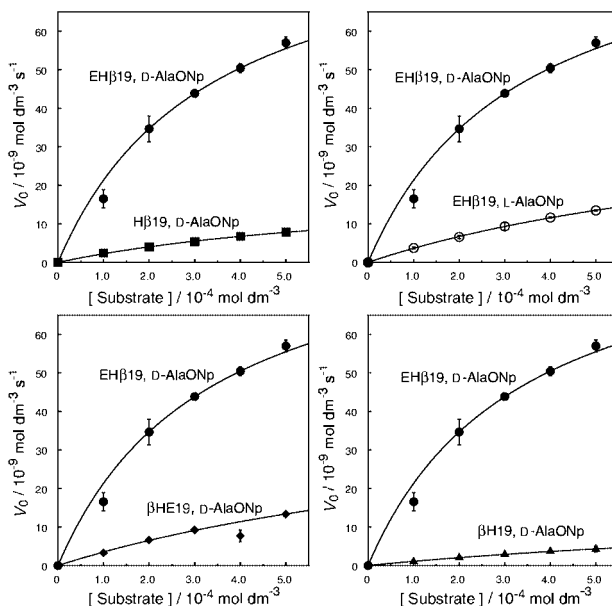 60
50
40
30
20
10
0
V0 / 10-9 mol dm-3 s-1
EHβ19, D-AlaONp
Hβ19, D-AlaONp
0 1.0 2.0 3.0 4.0 5.0
[ Substrate ] / 10-4 mol dm-3
60
50
40
30
20
10
0
V0 / 10-9 mol dm-3 s-1
EHβ19, D-AlaONp
EHβ19, L-AlaONp
0 1.0 2.0 3.0 4.0 5.0
[ Substrate ] / 10-4 mol dm-3
60
50
40
30
20
10
0
V0 / 10-9 mol dm-3 s-1
EHβ19, D-AlaONp
βHE19, D-AlaONp
0 1.0 2.0 3.0 4.0 5.0
[ Substrate ] / 10-4 mol dm-3
60
50
40
30
20
10
0
V0 / 10-9 mol dm-3 s-1
EHβ19, D-AlaONp
βH19, D-AlaONp
0 1.0 2.0 3.0 4.0 5.0
[ Substrate ] / 10-4 mol dm-3